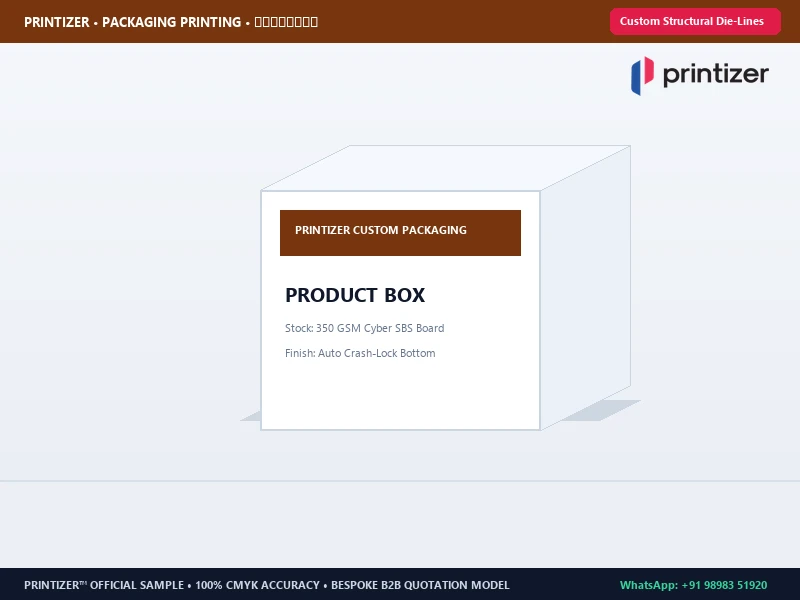 PRINTIZER • PACKAGING PRINTING •
Custom Structural Die-Lines
printizer
PRINTIZER CUSTOM PACKAGING
PRODUCT BOX
Stock: 350 GSM Cyber SBS Board
Finish: Auto Crash-Lock Bottom
PRINTIZER™ OFFICIAL SAMPLE • 100% CMYK ACCURACY • BESPOKE B2B QUOTATION MODEL
WhatsApp: +91 98983 51920